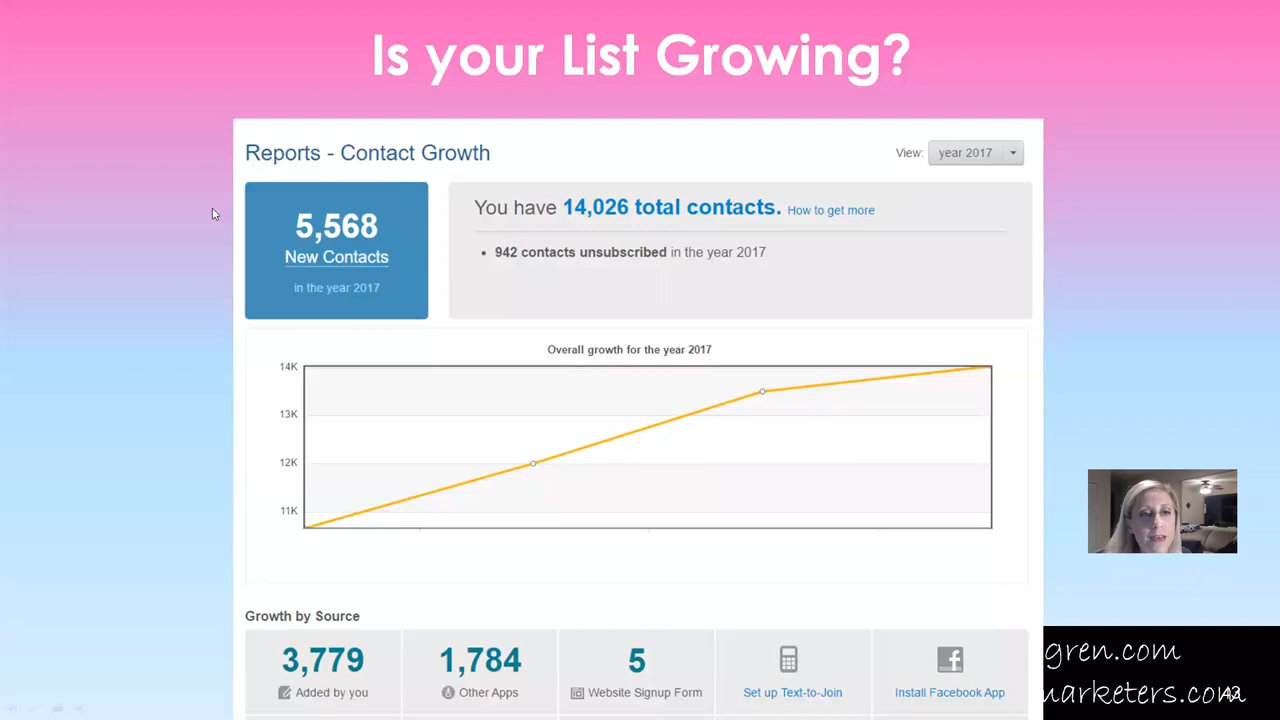 Is your List Growing?
Reports - Contact Growth
View: year 2017
5,568
New Contacts
in the year 2017
You have 14,026 total contacts. How to get more
• 942 contacts unsubscribed in the year 2017
Overall growth for the year 2017
14K
13K
12K
11K
Growth by Source
3,779
Added by you
1,784
Other Apps
5
Website Signup Form
Set up Text-to-Join
Install Facebook App
gren.com
marketers.com